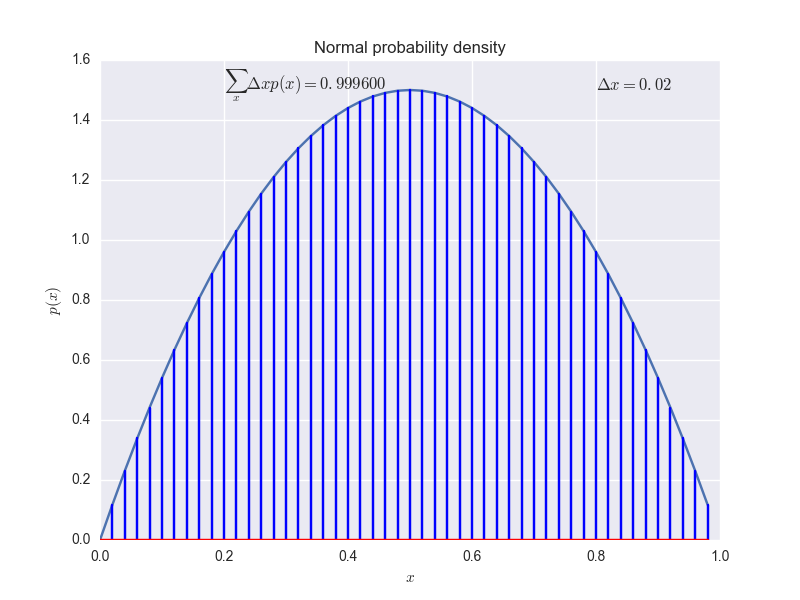 Normal probability density
∑ₓ Δxp(x) = 0.999600
Δx = 0.02
1.6
1.4
1.2
1.0
0.8
0.6
0.4
0.2
0.0
p(x)
0.0 0.2 0.4 0.6 0.8 1.0
x